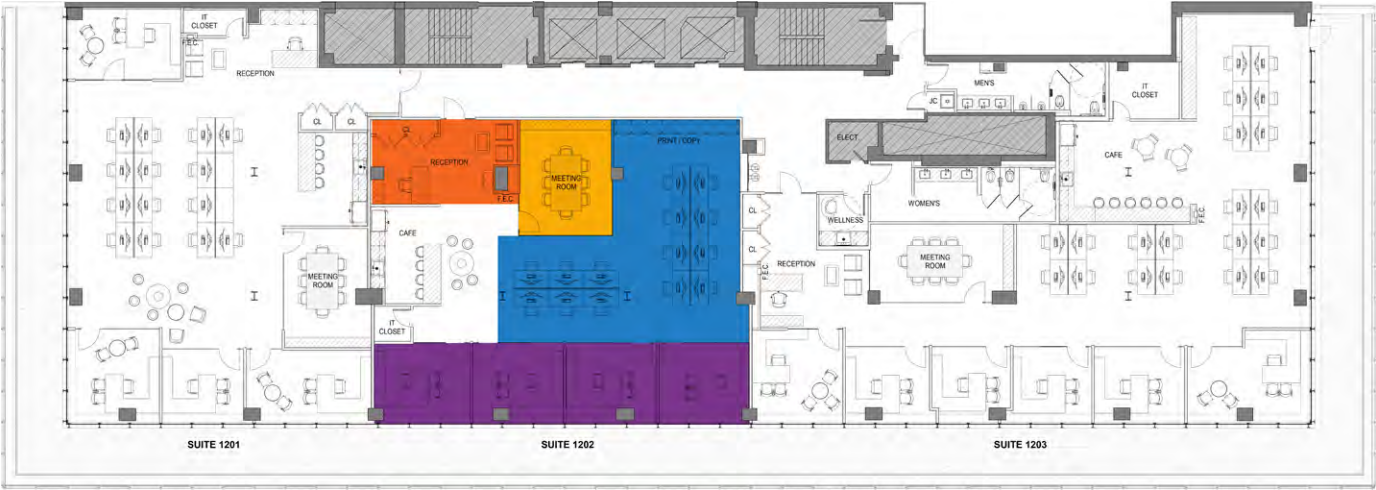 IT
CLOSET
F.E.C.
RECEPTION
CL
CL
MEETING
ROOM
SUITE 1201
RECEPTION
F.E.C.
MEETING
ROOM
PRINT / COPY
CAFE
IT
CLOSET
SUITE 1202
ELECT.
JC
MEN'S
IT
CLOSET
CAFE
F.E.C.
WOMEN'S
WELLNESS
CL
CL
F.E.C.
RECEPTION
MEETING
ROOM
SUITE 1203